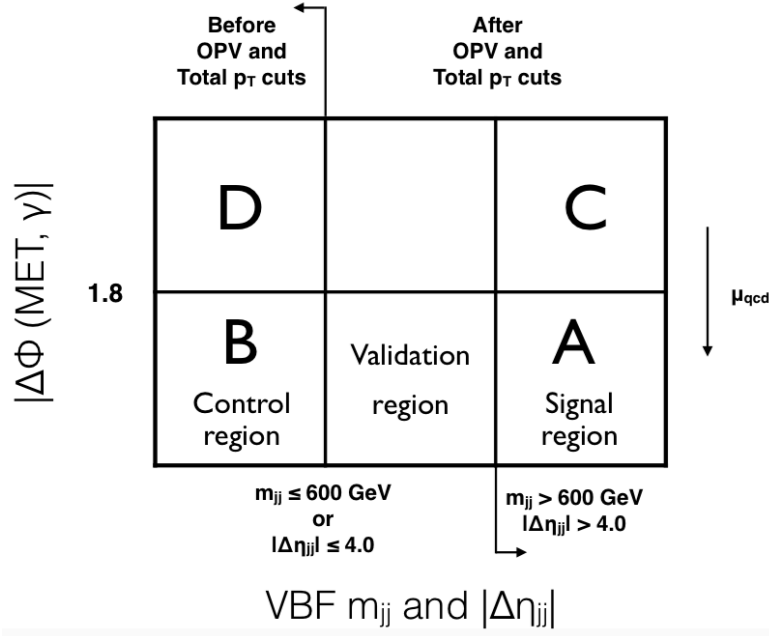 Before
OPV and
Total pT cuts
After
OPV and
Total pT cuts
|ΔΦ (MET, γ)|
D
C
1.8
μqcd
B
Control
region
Validation
region
A
Signal
region
mjj ≤ 600 GeV
or
|Δηjj| ≤ 4.0
mjj > 600 GeV
|Δηjj| > 4.0
VBF mjj and |Δηjj|